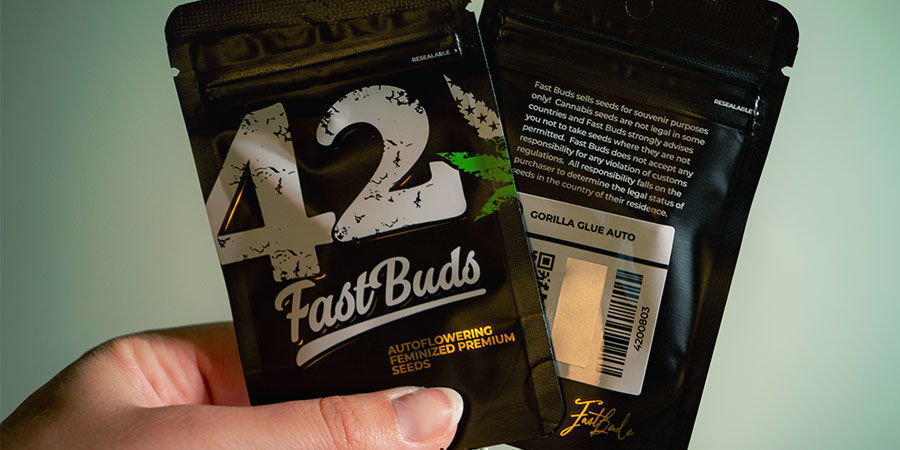 RESEALABLE
42
FastBuds
AUTOFLOWERING
FEMINIZED PREMIUM
SEEDS
RESEALABLE
Fast Buds sells seeds for souvenir purposes
only! Cannabis seeds are not legal in some
countries and Fast Buds strongly advises
you not to take seeds where they are not
permitted. Fast Buds does not accept any
responsibility for any violation of customs
regulations. All responsibility falls on the
purchaser to determine the legal status of
seeds in the country of their residence.
GORILLA GLUE AUTO
4200803
FastBuds